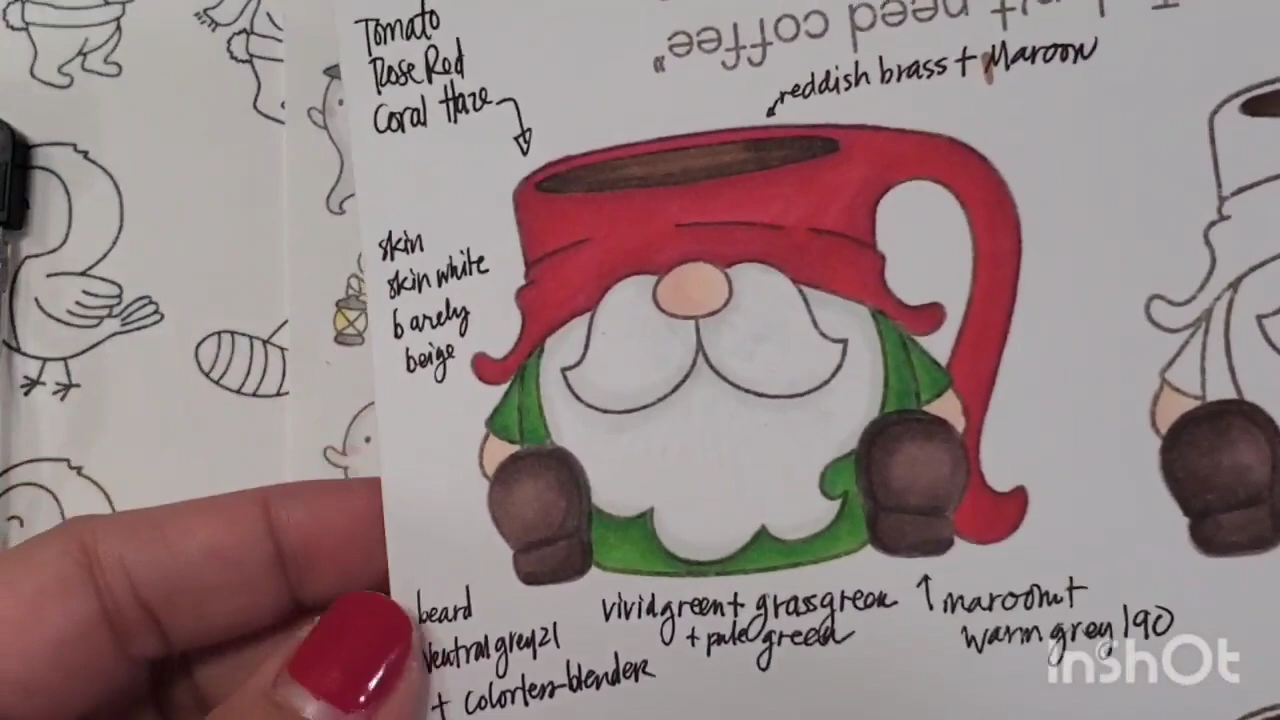 Tomato
Rose Red
Coral Haze
need coffee"
reddish brass + Maroon
skin
skin white
barely
beige
beard
Neutral grey 21
+ colorless blender
vivid green + grass green
+ pale green
maroon +
warm grey 190
InShOt